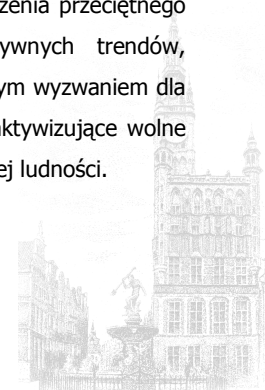 zenia przeciętnego
ywnych trendów,
ym wyzwaniem dla
aktywizujące wolne
ej ludności.